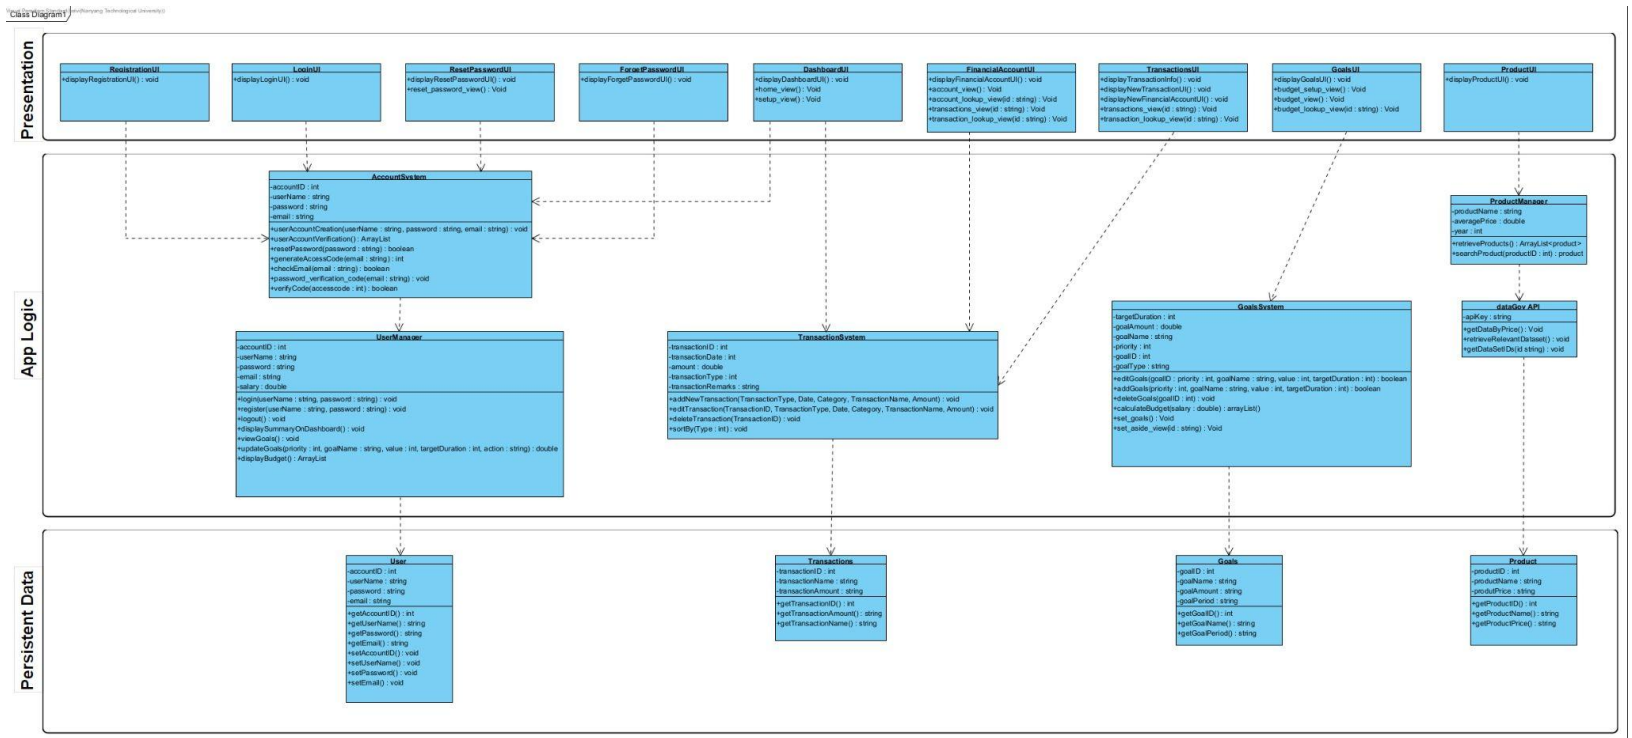 Visual Paradigm Standard(Nanyang Technological University)
Class Diagram1
Presentation
RegistrationUI
+displayRegistrationUI() : void
LoginUI
+displayLoginUI() : void
ResetPasswordUI
+displayResetPasswordUI() : void
+reset_password_view() : Void
ForgetPasswordUI
+displayForgetPasswordUI() : void
DashboardUI
+displayDashboardUI() : void
+home_view() : Void
+setup_view() : Void
FinancialAccountUI
+displayFinancialAccountUI() : void
+account_view() : Void
+account_lookup_view(id : string) : Void
+transactions_view(id : string) : Void
+transaction_lookup_view(id : string) : Void
TransactionsUI
+displayTransactionInfo() : void
+displayNewTransactionUI() : void
+displayNewFinancialAccountUI() : void
+transactions_view(id : string) : Void
+transaction_lookup_view(id : string) : Void
GoalsUI
+displayGoalsUI() : void
+budget_setup_view() : Void
+budget_view() : Void
+budget_lookup_view(id : string) : Void
ProductUI
+displayProductUI() : void
App Logic
AccountSystem
-accountID : int
-userName : string
-password : string
-email : string
+userAccountCreation(userName : string, password : string, email : string) : void
+userAccountVerification() : ArrayList
+resetPassword(password : string) : boolean
+generateAccessCode(email : string) : int
+checkEmail(email : string) : boolean
+password_verification_code(email : string) : void
+verifyCode(accesscode : int) : boolean
UserManager
-accountID : int
-userName : string
-password : string
-email : string
-salary : double
+login(userName : string, password : string) : void
+register(userName : string, password : string) : void
+logout() : void
+displaySummaryOnDashboard() : void
+viewGoals() : void
+updateGoals(priority : int, goalName : string, value : int, targetDuration : int, action : string) : double
+displayBudget() : ArrayList
TransactionSystem
-transactionID : int
-transactionDate : int
-amount : double
-transactionType : int
-transactionRemarks : string
+addNewTransaction(TransactionType, Date, Category, TransactionName, Amount) : void
+editTransaction(TransactionID, TransactionType, Date, Category, TransactionName, Amount) : void
+deleteTransaction(TransactionID) : void
+sortBy(Type : int) : void
GoalsSystem
-targetDuration : int
-goalAmount : double
-goalName : string
-priority : int
-goalID : int
-goalType : string
+editGoals(goalID : priority : int, goalName : string, value : int, targetDuration : int) : boolean
+addGoals(priority : int, goalName : string, value : int, targetDuration : int) : boolean
+deleteGoals(goalID : int) : void
+calculateBudget(salary : double) : arrayList()
+set_goals() : Void
+set_aside_view(id : string) : Void
ProductManager
-productName : string
-averagePrice : double
-year : int
+retrieveProducts() : ArrayList<product>
+searchProduct(productID : int) : product
dataGov API
-apiKey : string
+getDataByPrice() : Void
+retrieveRelevantDataset() : void
+getDataSetIDs(id string) : void
Persistent Data
User
-accountID : int
-userName : string
-password : string
-email : string
+getAccountID() : int
+getUserName() : string
+getPassword() : string
+getEmail() : string
+setAccountID() : void
+setUserName() : void
+setPassword() : void
+setEmail() : void
Transactions
-transactionID : int
-transactionName : string
-transactionAmount : string
+getTransactionID() : int
+getTransactionAmount() : string
+getTransactionName() : string
Goals
-goalID : int
-goalName : string
-goalAmount : string
-goalPeriod : string
+getGoalID() : int
+getGoalName() : string
+getGoalPeriod() : string
Product
-productID : int
-productName : string
-produtPrice : string
+getProductID() : int
+getProductName() : string
+getProductPrice() : string